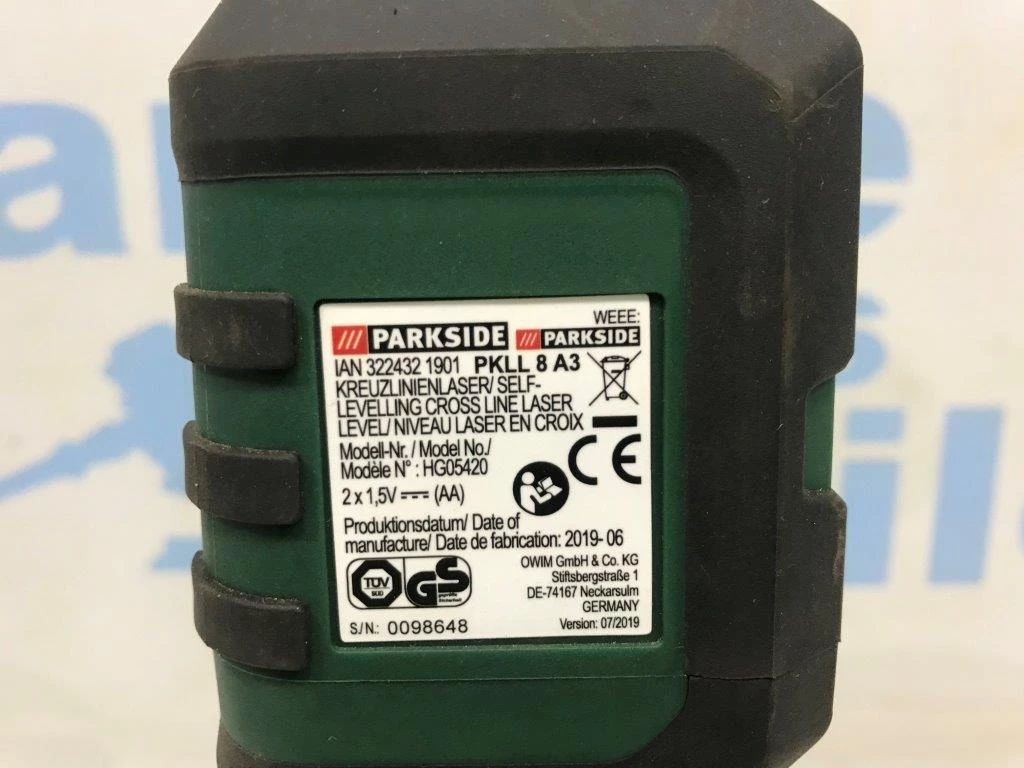 WEEE:
/// PARKSIDE /// PARKSIDE
IAN 322432 1901 PKLL 8 A3
KREUZLINIENLASER/ SELF-
LEVELLING CROSS LINE LASER
LEVEL/ NIVEAU LASER EN CROIX
Modell-Nr. / Model No./
Modèle N° : HG05420
CE
2 x 1,5V (AA)
Produktionsdatum/ Date of
manufacture/ Date de fabrication: 2019- 06
OWIM GmbH & Co. KG
Stiftsbergstraße 1
DE-74167 Neckarsulm
GERMANY
Version: 07/2019
TÜV
SÜD
GS
geprüfte
Sicherheit
S/N.: 0098648